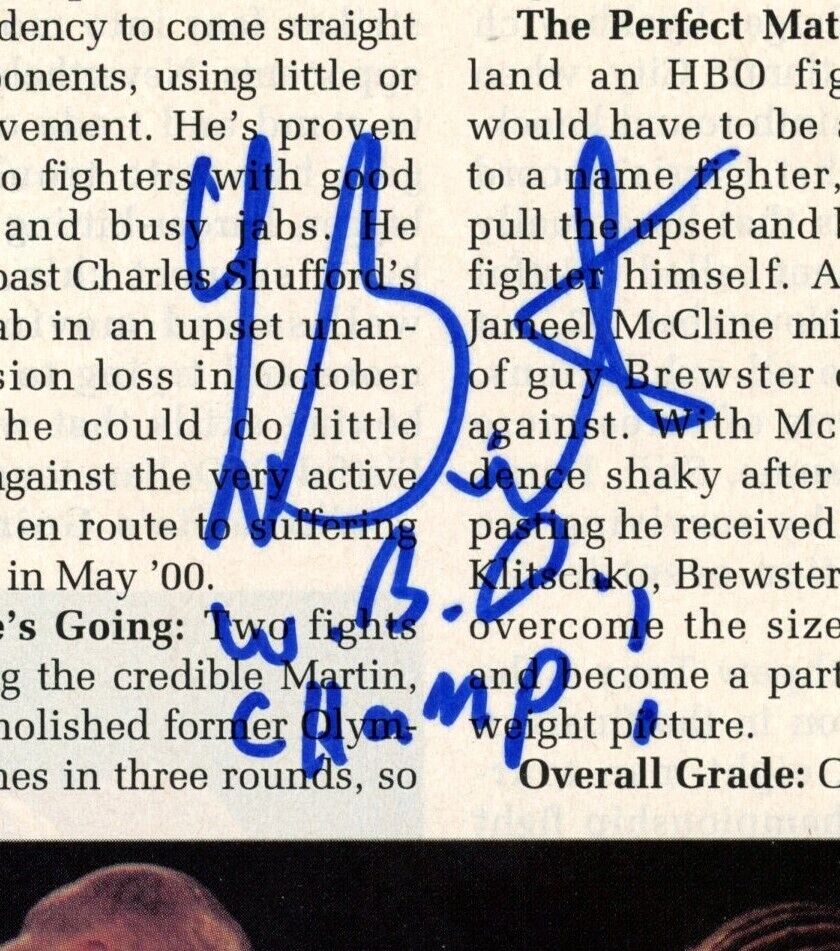 dency to come straight
ponents, using little or
vement. He's proven
o fighters with good
and busy jabs. He
past Charles Shufford's
ab in an upset unan-
sion loss in October
he could do little
against the very active
en route to suffering
in May '00.
e's Going: Two fights
g the credible Martin,
molished former Olym-
nes in three rounds, so
The Perfect Mat
land an HBO fig
would have to be
to a name fighter,
pull the upset and
fighter himself. A
Jameel McCline mi
of guy Brewster
against. With Mc
dence shaky after
pasting he received
Klitschko, Brewster
overcome the size
and become a part
weight picture.
Overall Grade: C
W.B.O.
CHamp!